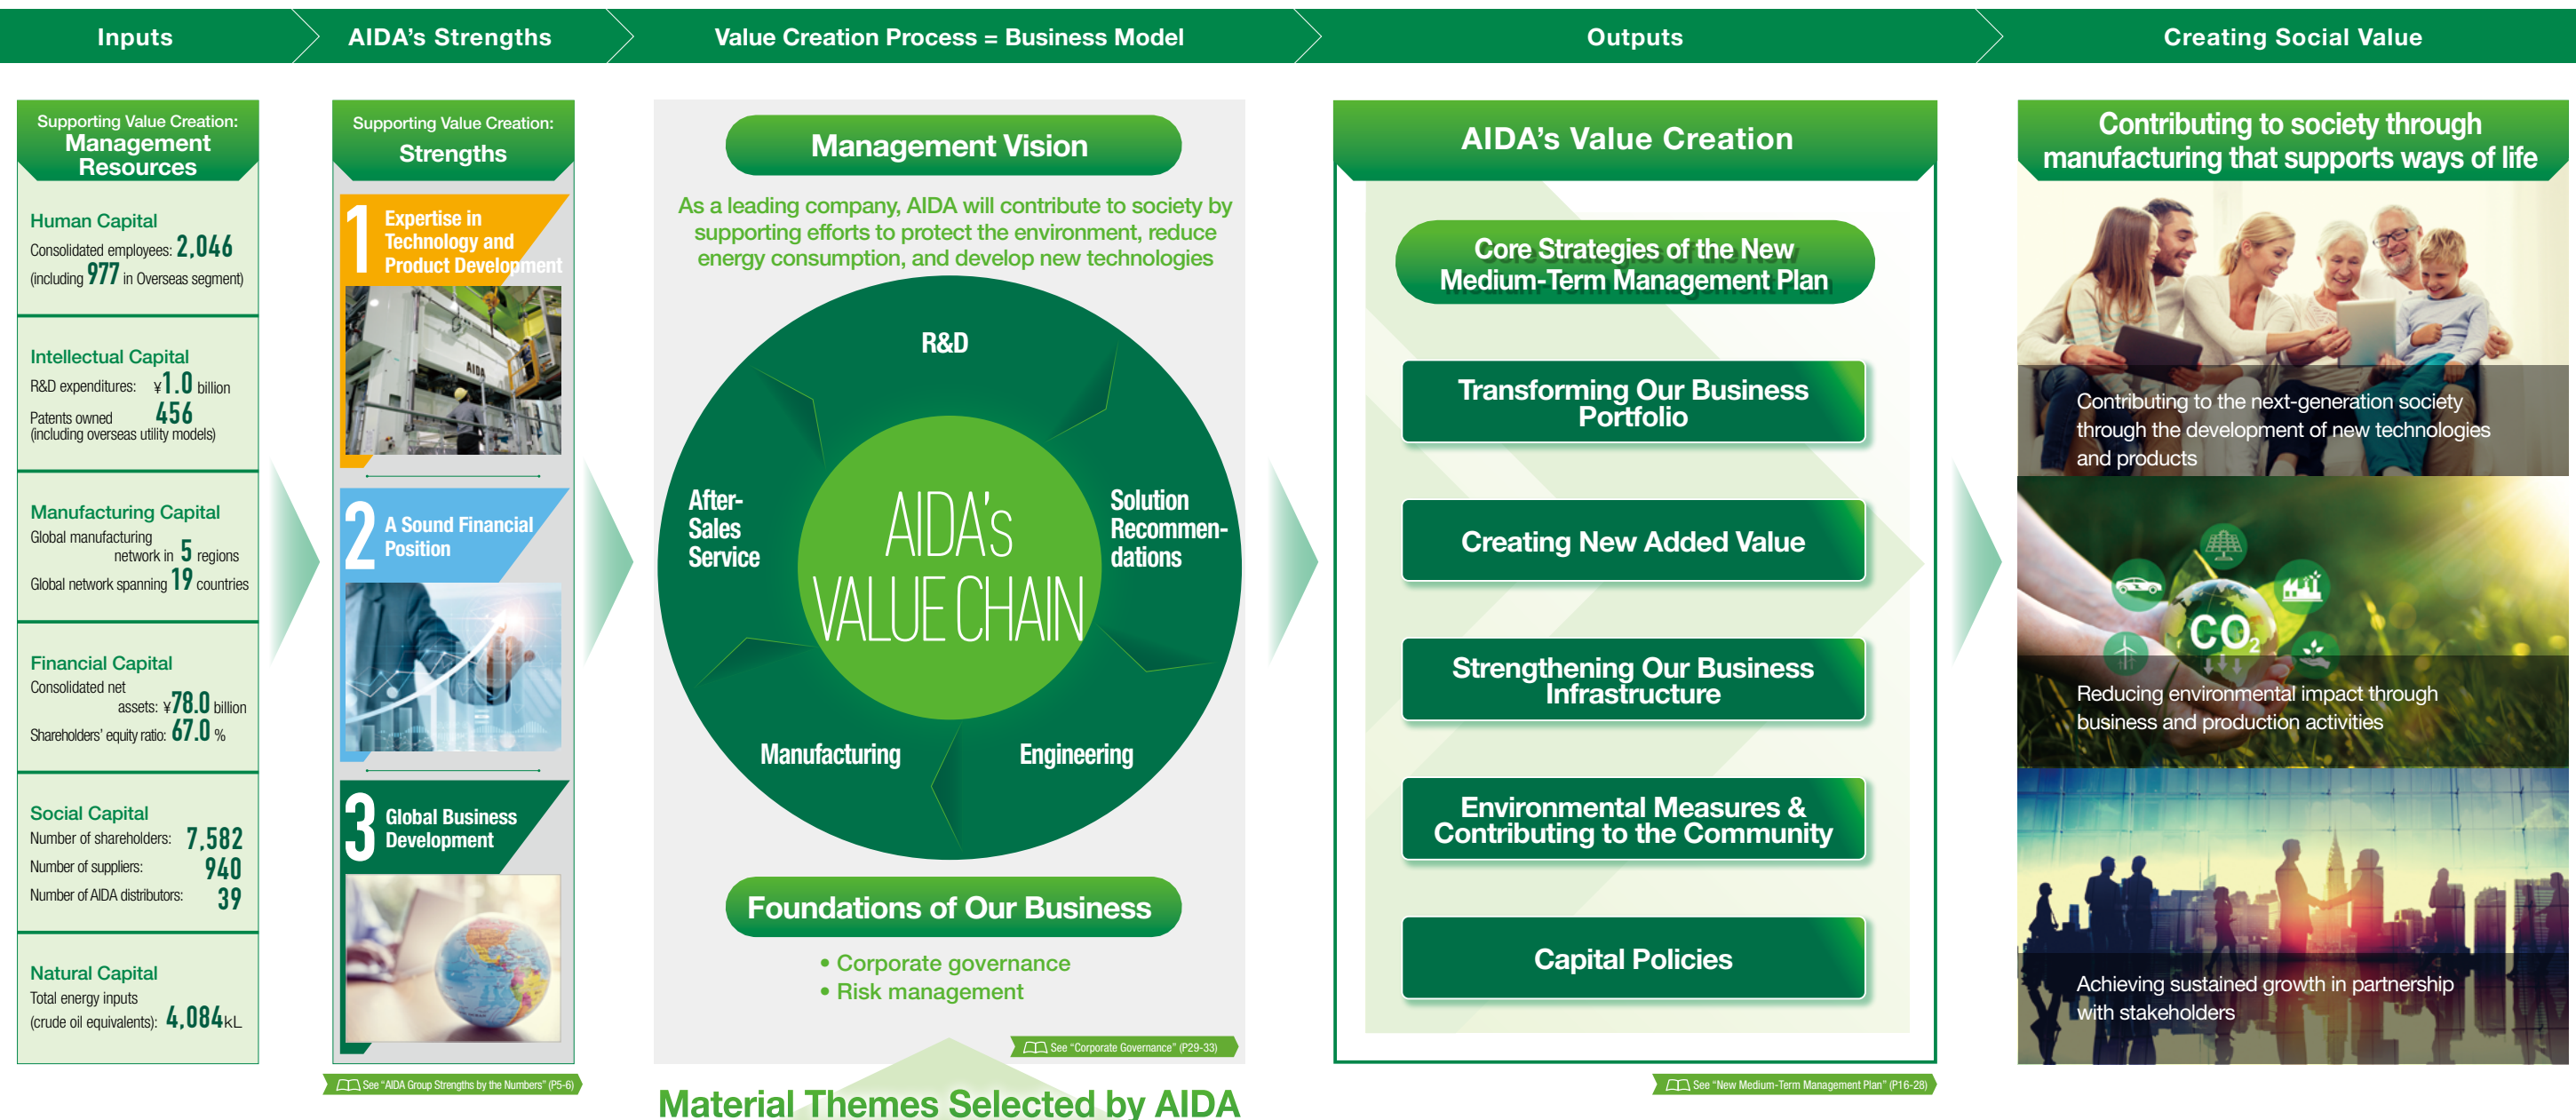 Inputs
AIDA's Strengths
Value Creation Process = Business Model
Outputs
Creating Social Value
Supporting Value Creation:
Management
Resources
Human Capital
Consolidated employees: 2,046
(including 977 in Overseas segment)
Intellectual Capital
R&D expenditures: ¥1.0 billion
Patents owned 456
(including overseas utility models)
Manufacturing Capital
Global manufacturing
network in 5 regions
Global network spanning 19 countries
Financial Capital
Consolidated net
assets: ¥78.0 billion
Shareholders' equity ratio: 67.0 %
Social Capital
Number of shareholders: 7,582
Number of suppliers: 940
Number of AIDA distributors: 39
Natural Capital
Total energy inputs
(crude oil equivalents): 4,084kL
Supporting Value Creation:
Strengths
1 Expertise in
Technology and
Product Development
AIDA
2 A Sound Financial
Position
3 Global Business
Development
See "AIDA Group Strengths by the Numbers" (P5-6)
Management Vision
As a leading company, AIDA will contribute to society by
supporting efforts to protect the environment, reduce
energy consumption, and develop new technologies
R&D
After-
Sales
Service
Solution
Recommen-
dations
AIDA's
VALUE CHAIN
Manufacturing
Engineering
Foundations of Our Business
• Corporate governance
• Risk management
See "Corporate Governance" (P29-33)
Material Themes Selected by AIDA
AIDA's Value Creation
Core Strategies of the New
Medium-Term Management Plan
Transforming Our Business
Portfolio
Creating New Added Value
Strengthening Our Business
Infrastructure
Environmental Measures &
Contributing to the Community
Capital Policies
See "New Medium-Term Management Plan" (P16-28)
Contributing to society through
manufacturing that supports ways of life
Contributing to the next-generation society
through the development of new technologies
and products
CO2
Reducing environmental impact through
business and production activities
Achieving sustained growth in partnership
with stakeholders